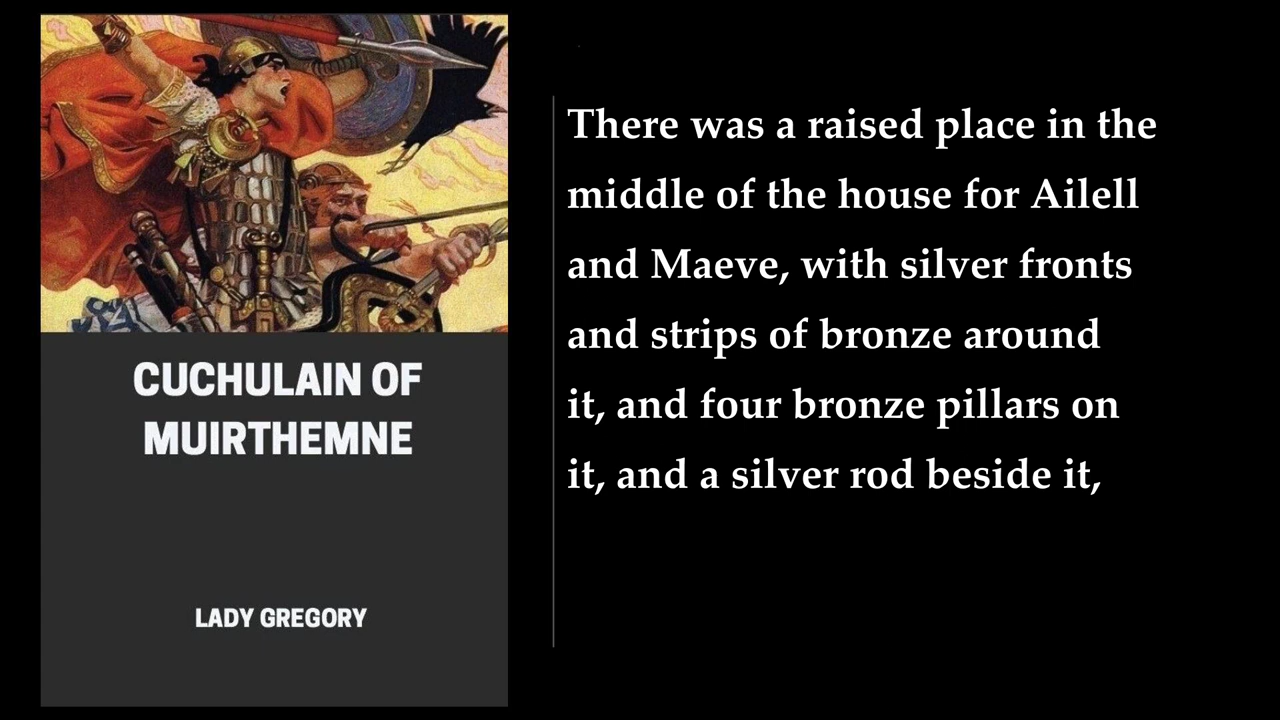 CUCHULAIN OF
MUIRTHEMNE
LADY GREGORY
There was a raised place in the
middle of the house for Ailell
and Maeve, with silver fronts
and strips of bronze around
it, and four bronze pillars on
it, and a silver rod beside it,